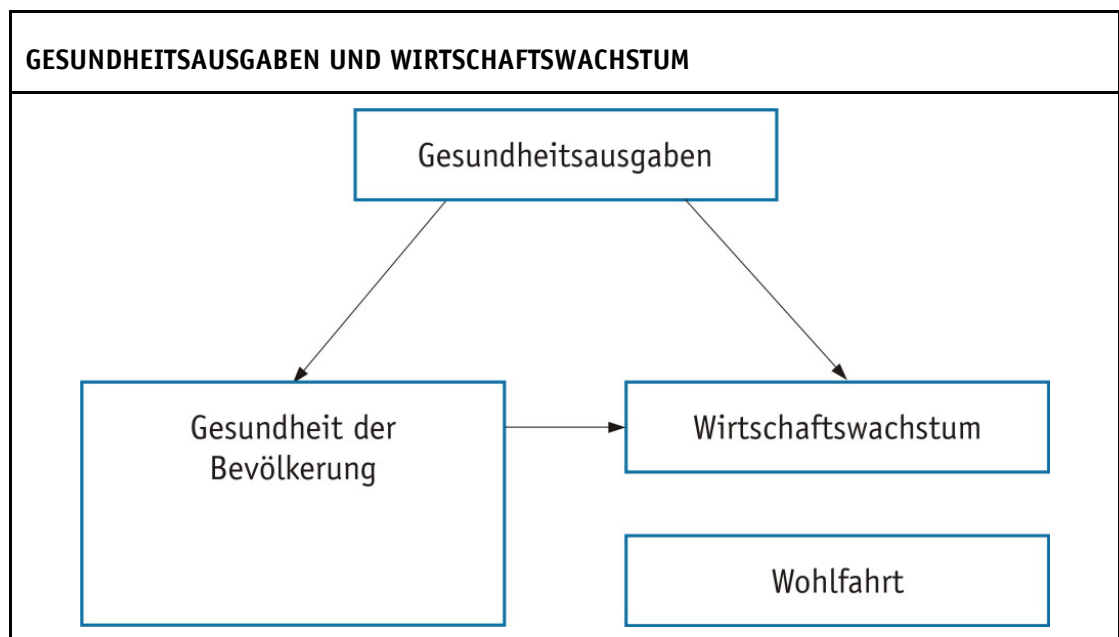 GESUNDHEITSAUSGABEN UND WIRTSCHAFTSWACHSTUM
Gesundheitsausgaben
Gesundheit der
Bevölkerung
Wirtschaftswachstum
Wohlfahrt